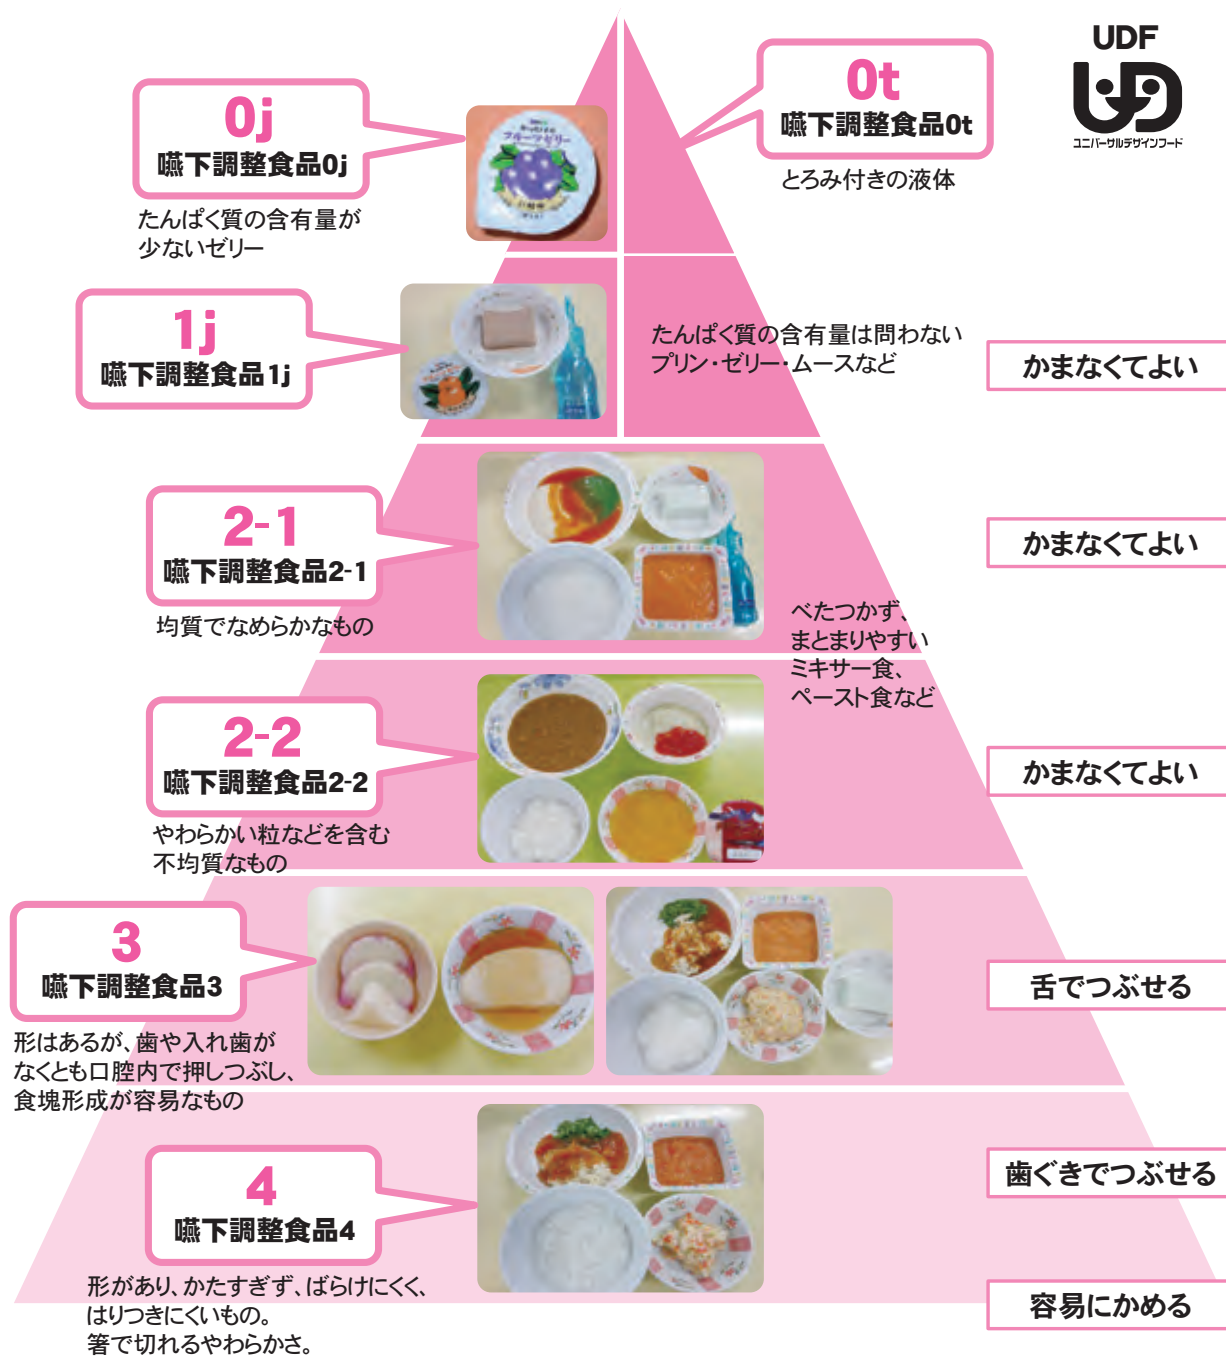 UDF
ユニバーサルデザインフード
0j
嚥下調整食品0j
たんぱく質の含有量が
少ないゼリー
フルーツゼリー
0t
嚥下調整食品0t
とろみ付きの液体
1j
嚥下調整食品1j
たんぱく質の含有量は問わない
プリン・ゼリー・ムースなど
かまなくてよい
2-1
嚥下調整食品2-1
均質でなめらかなもの
かまなくてよい
べたつかず、
まとまりやすい
ミキサー食、
ペースト食など
2-2
嚥下調整食品2-2
やわらかい粒などを含む
不均質なもの
かまなくてよい
3
嚥下調整食品3
形はあるが、歯や入れ歯が
なくとも口腔内で押しつぶし、
食塊形成が容易なもの
舌でつぶせる
4
嚥下調整食品4
形があり、かたすぎず、ばらけにくく、
はりつきにくいもの。
箸で切れるやわらかさ。
歯ぐきでつぶせる
容易にかめる